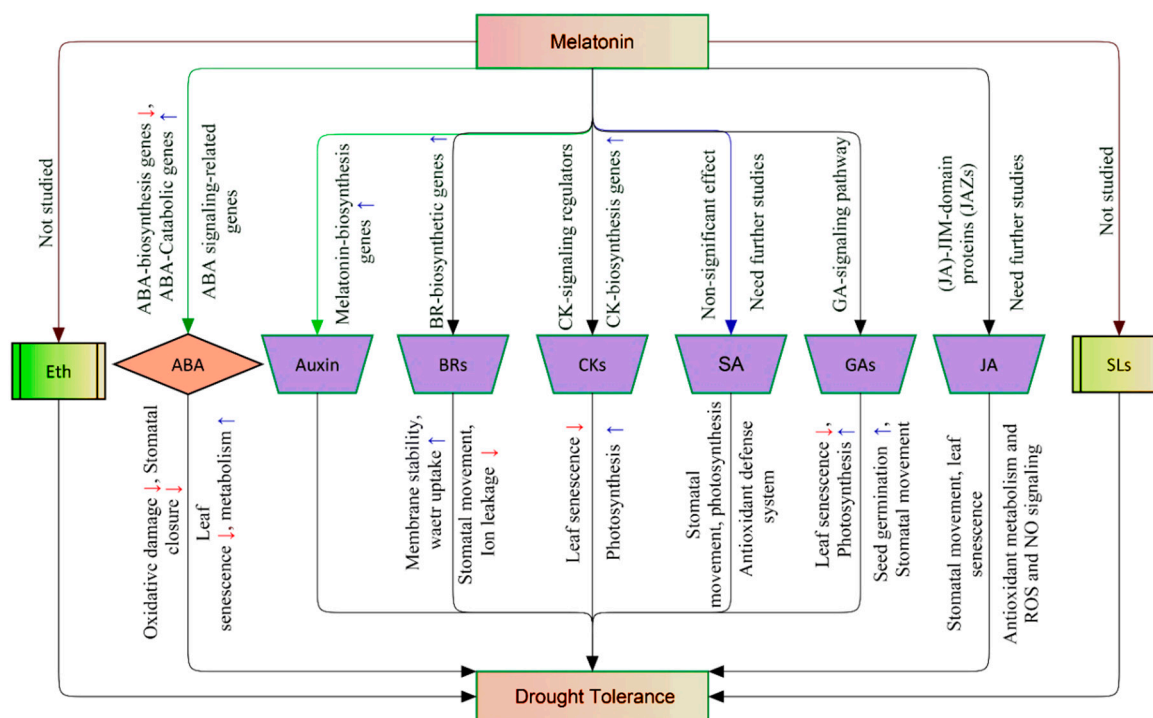 Melatonin
Not studied
ABA-biosynthesis genes ↓,
ABA-Catabolic genes ↑
ABA signaling-related
genes
Melatonin-biosynthesis
genes ↑
BR-biosynthetic genes ↑
CK-signaling regulators
CK-biosynthesis genes ↑
Non-significant effect
Need further studies
GA-signaling pathway
(JA)-JIM-domain
proteins (JAZs)
Need further studies
Not studied
Eth
ABA
Auxin
BRs
CKs
SA
GAs
JA
SLs
Oxidative damage ↓, Stomatal
closure ↓
Leaf
senescence ↓, metabolism ↑
Membrane stability,
waetr uptake ↑
Stomatal movement,
Ion leakage ↓
Leaf senescence ↓
Photosynthesis ↑
Stomatal
movement, photosynthesis
Antioxidant defense
system
Leaf senescence ↓,
Photosynthesis ↑
Seed germination ↑,
Stomatal movement
Stomatal movement, leaf
senescence
Antioxidant metabolism and
ROS and NO signaling
Drought Tolerance